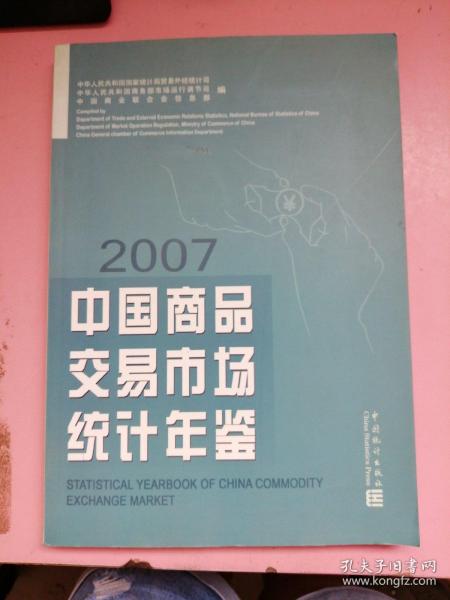 中华人民共和国国家统计局贸易外经统计司
中华人民共和国商务部市场运行调节司 编
中国商业联合会信息部
Compiled by
Department of Trade and External Economic Relations Statistics, National Bureau of Statistics of China
Department of Market Operation Regulation, Ministry of Commerce of China
China General chamber of Commerce Information Department
¥
2007
中国商品
交易市场
统计年鉴
STATISTICAL YEARBOOK OF CHINA COMMODITY
EXCHANGE MARKET
中国统计出版社
China Statistics Press
孔夫子旧书网
www.kongfz.com